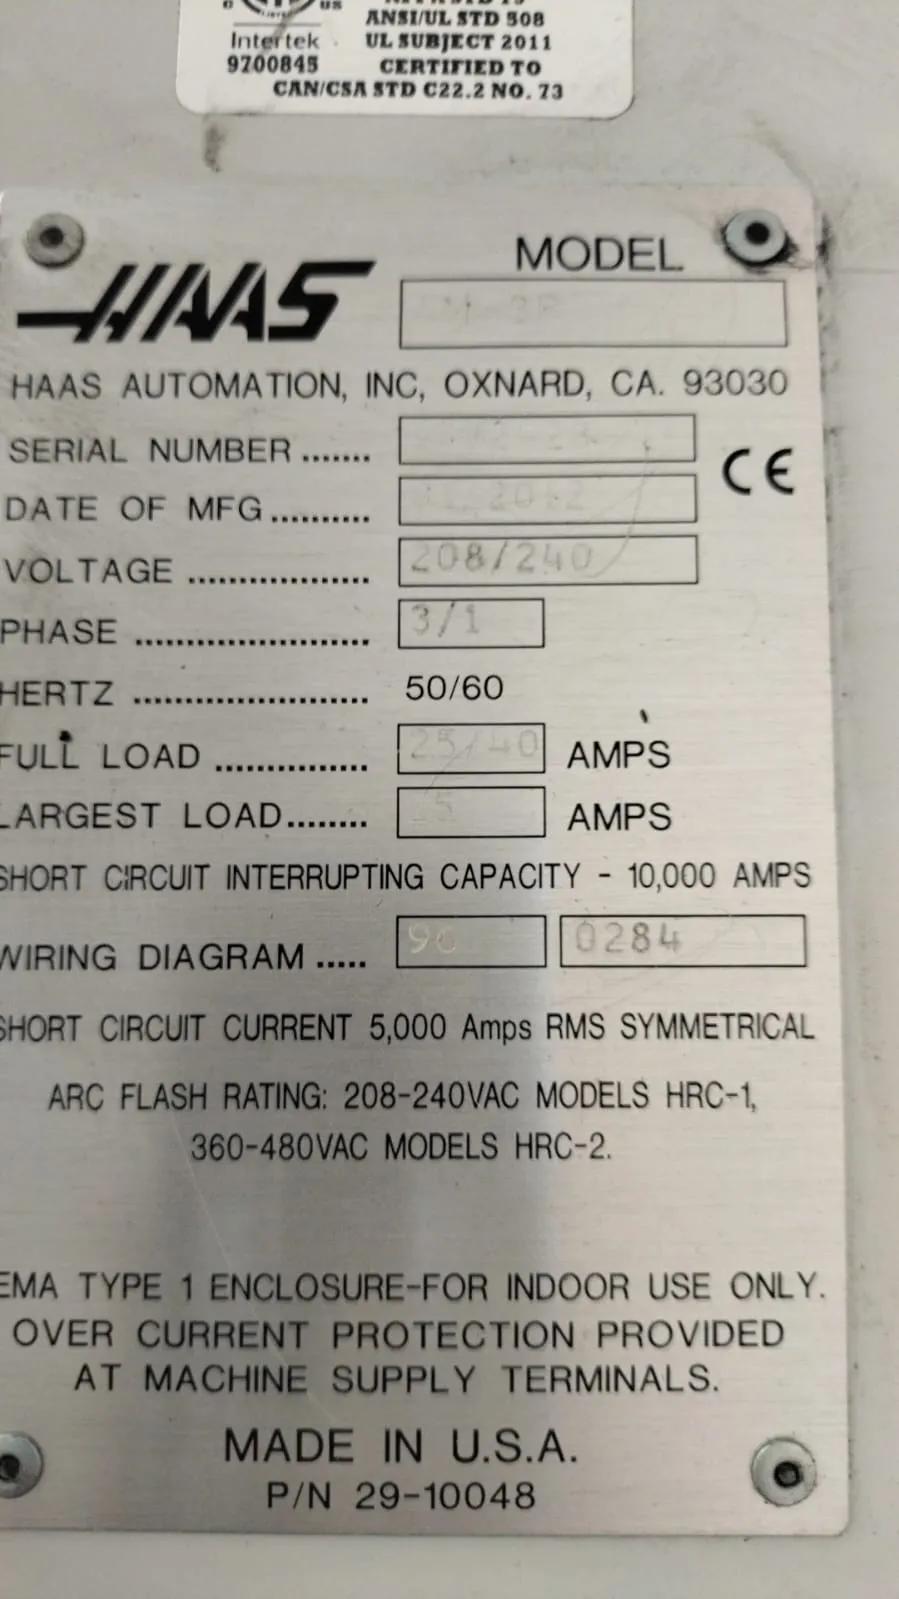 US
ANSI/UL STD 508
Intertek UL SUBJECT 2011
9700845 CERTIFIED TO
CAN/CSA STD C22.2 NO. 73
HAAS
MODEL
HAAS AUTOMATION, INC, OXNARD, CA. 93030
SERIAL NUMBER .......
CE
DATE OF MFG ..........
VOLTAGE .................. 208/240
PHASE ....................... 3/1
HERTZ ....................... 50/60
FULL LOAD ............... 25/40 AMPS
LARGEST LOAD........ AMPS
SHORT CIRCUIT INTERRUPTING CAPACITY - 10,000 AMPS
WIRING DIAGRAM ..... 96 0284
SHORT CIRCUIT CURRENT 5,000 Amps RMS SYMMETRICAL
ARC FLASH RATING: 208-240VAC MODELS HRC-1,
360-480VAC MODELS HRC-2.
EMA TYPE 1 ENCLOSURE-FOR INDOOR USE ONLY.
OVER CURRENT PROTECTION PROVIDED
AT MACHINE SUPPLY TERMINALS.
MADE IN U.S.A.
P/N 29-10048